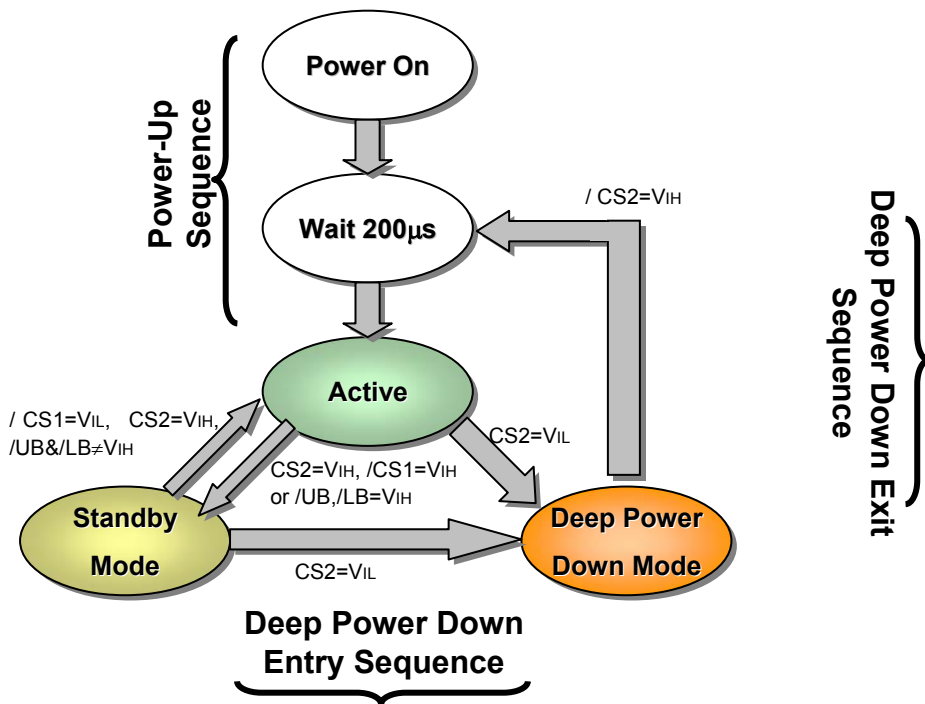 Power On
Power-Up
Sequence
Wait 200μs
/ CS2=VIH
Deep Power Down Exit
Sequence
Active
/ CS1=VIL, CS2=VIH,
/UB&/LB≠VIH
CS2=VIL
CS2=VIH, /CS1=VIH
or /UB,/LB=VIH
Standby
Mode
Deep Power
Down Mode
CS2=VIL
Deep Power Down
Entry Sequence